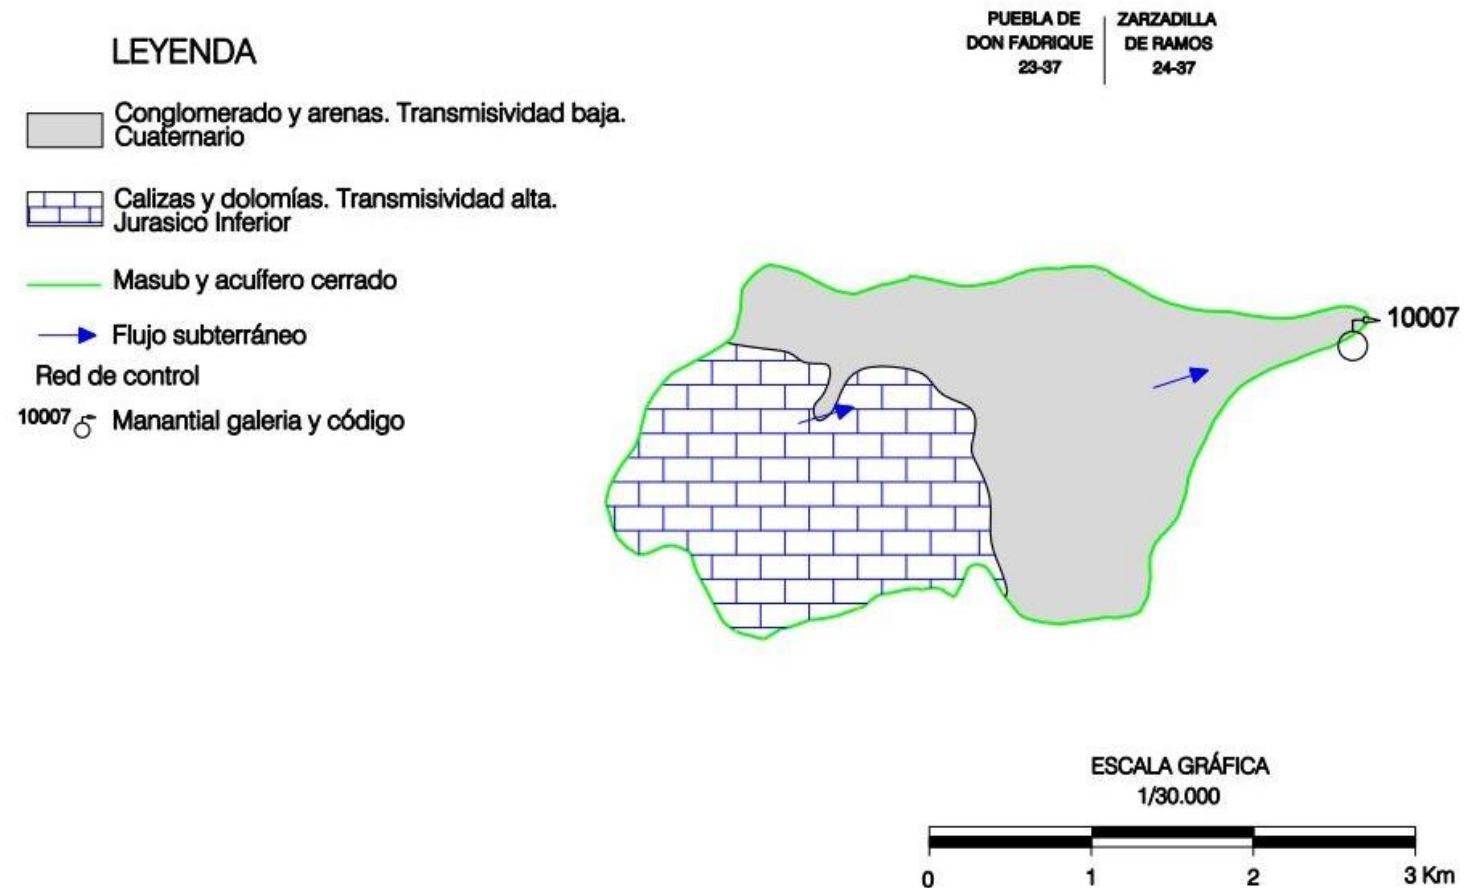 LEYENDA
Conglomerado y arenas. Transmisividad baja.
Cuaternario
Calizas y dolomías. Transmisividad alta.
Jurasico Inferior
Masub y acuífero cerrado
Flujo subterráneo
Red de control
10007 Manantial galeria y código
PUEBLA DE
DON FADRIQUE
23-37
ZARZADILLA
DE RAMOS
24-37
10007
ESCALA GRÁFICA
1/30.000
0 1 2 3 Km